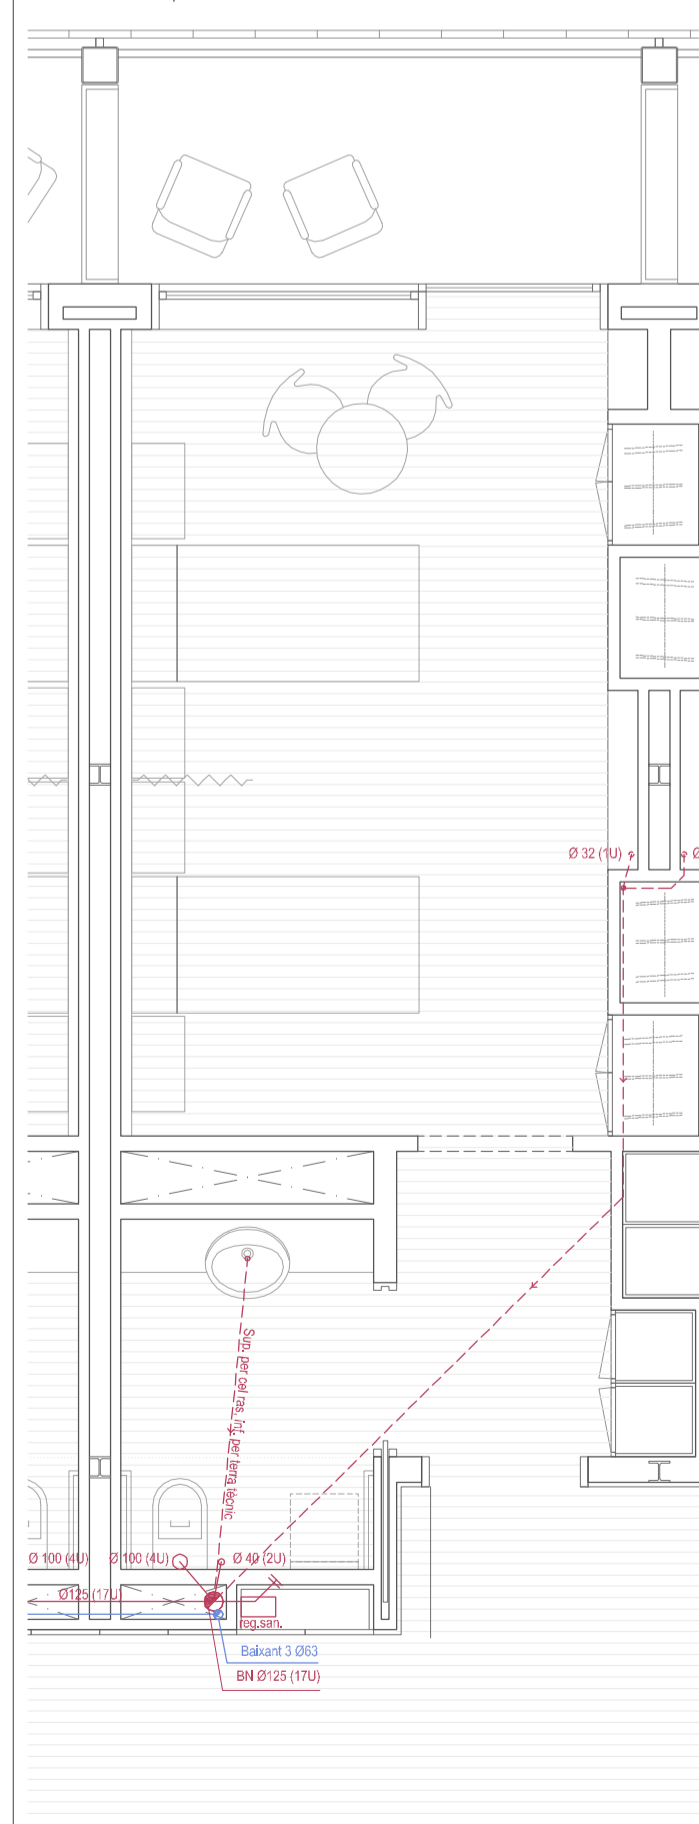 Ø 32 (1U)
Ø
Sup. per cel ras, inf. per terra tècnic
Ø 100 (4U)
Ø 100 (4U)
Ø 40 (2U)
Ø125 (17U)
reg.san.
Baixant 3 Ø63
BN Ø125 (17U)